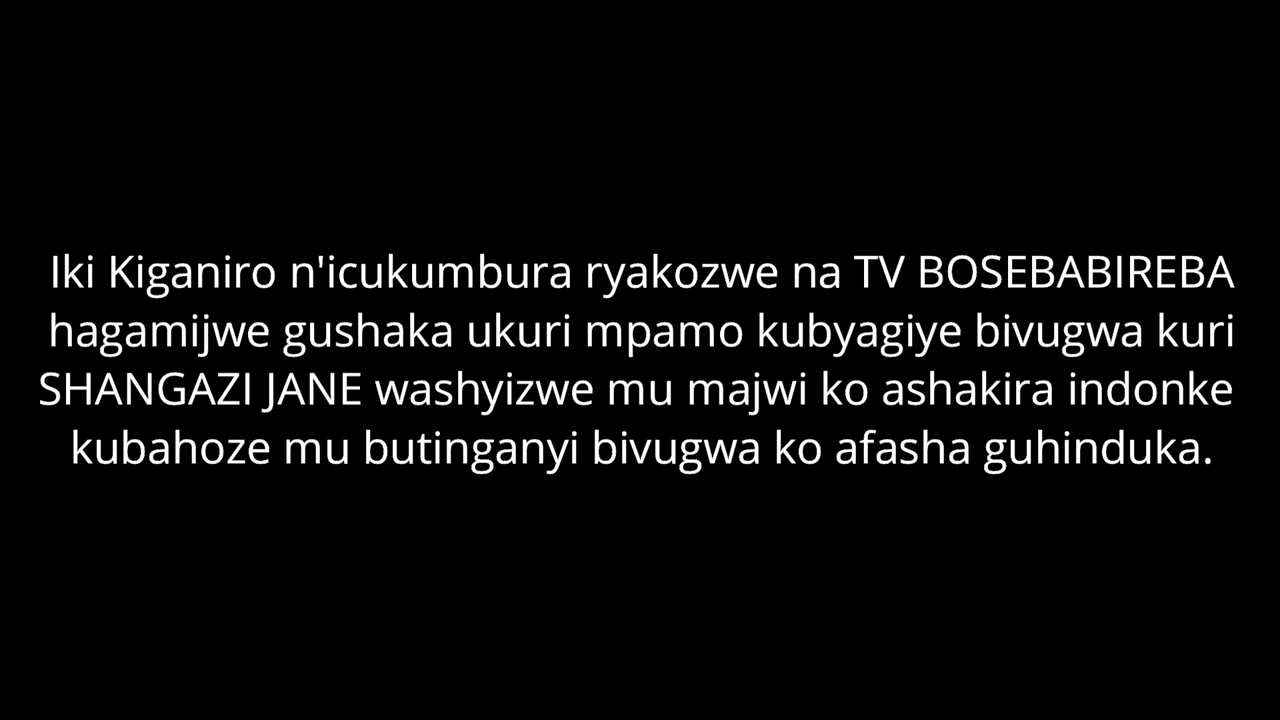 Iki Kiganiro n'icukumbura ryakozwe na TV BOSEBABIREBA
hagamijwe gushaka ukuri mpamo kubyagiye bivugwa kuri
SHANGAZI JANE washyizwe mu majwi ko ashakira indonke
kubahoze mu butinganyi bivugwa ko afasha guhinduka.